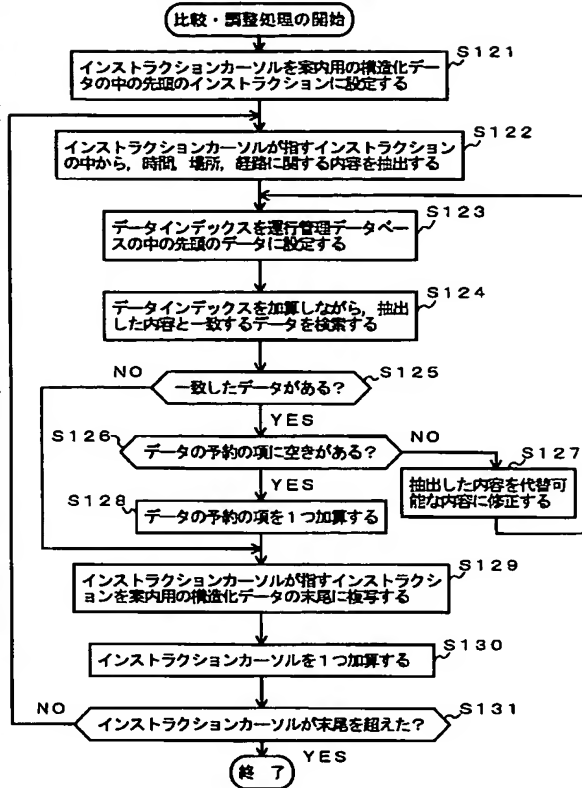 比較・調整処理の開始
S121
インストラクションカーソルを案内用の構造化デー
タの中の先頭のインストラクションに設定する
S122
インストラクションカーソルが指すインストラクション
の中から，時間，場所，経路に関する内容を抽出する
S123
データインデックスを運行管理データベー
スの中の先頭のデータに設定する
S124
データインデックスを加算しながら，抽出
した内容と一致するデータを検索する
NO
一致したデータがある？
S125
YES
S126
データの予約の項に空きがある？
NO
S127
抽出した内容を代替可
能な内容に修正する
YES
S128
データの予約の項を1つ加算する
S129
インストラクションカーソルが指すインストラクシ
ョンを案内用の構造化データの末尾に複写する
S130
インストラクションカーソルを1つ加算する
NO
インストラクションカーソルが末尾を超えた？
S131
YES
終 了